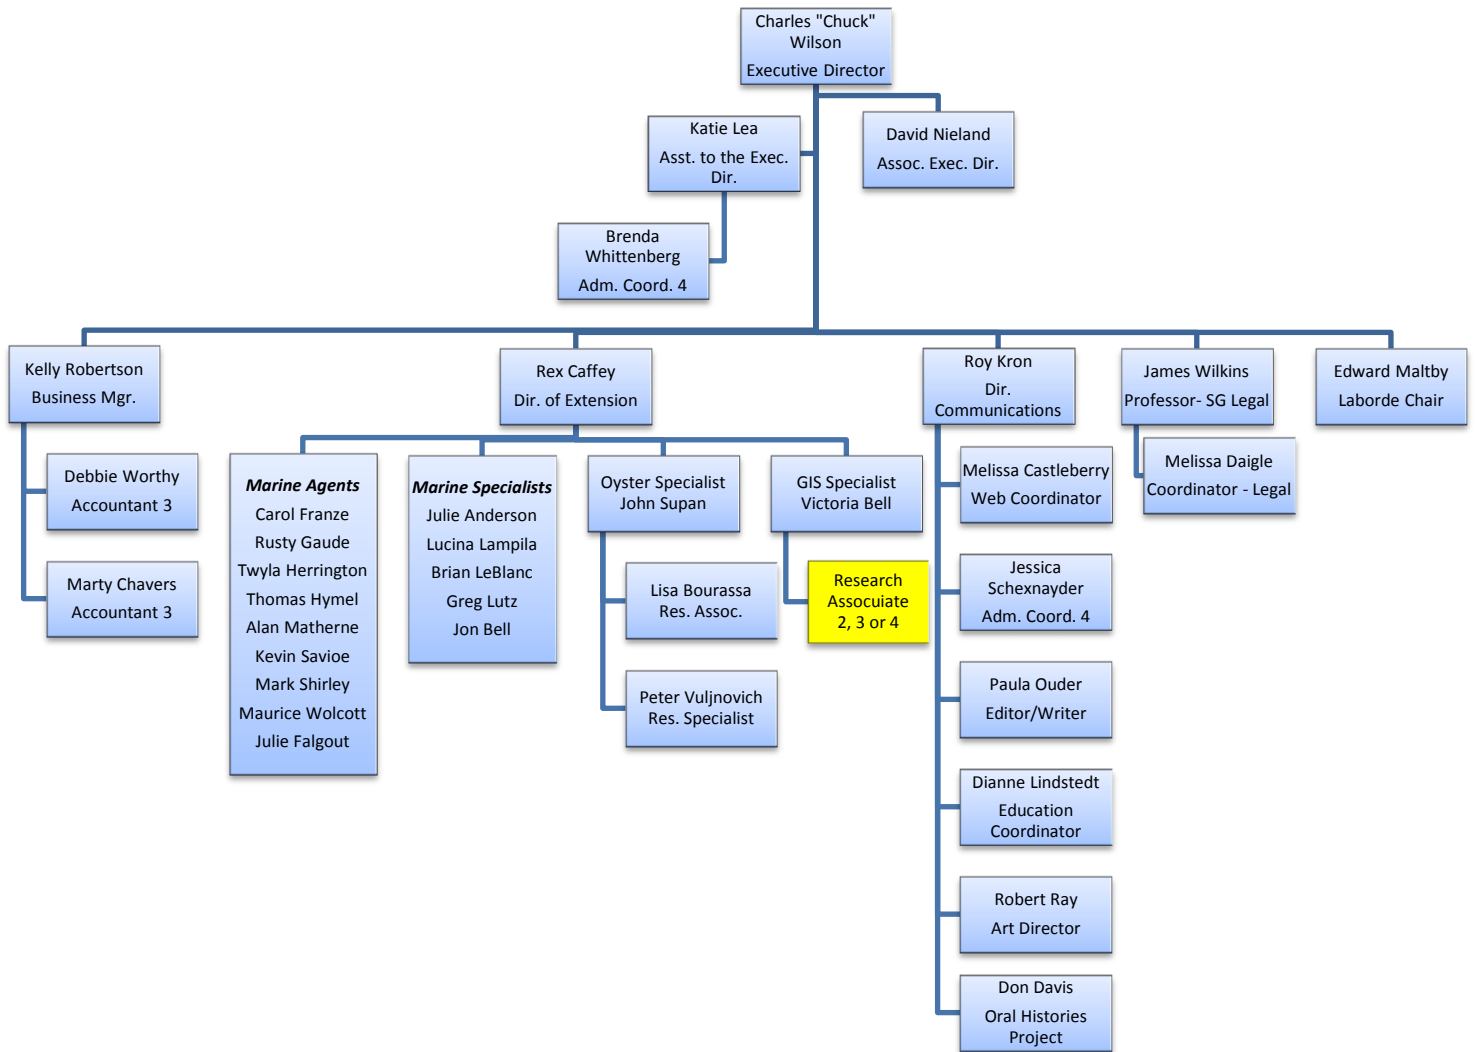 Charles "Chuck"
Wilson
Executive Director
Katie Lea
Asst. to the Exec.
Dir.
David Nieland
Assoc. Exec. Dir.
Brenda
Whittenberg
Adm. Coord. 4
Kelly Robertson
Business Mgr.
Debbie Worthy
Accountant 3
Marty Chavers
Accountant 3
Rex Caffey
Dir. of Extension
Marine Agents
Carol Franze
Rusty Gaude
Twyla Herrington
Thomas Hymel
Alan Matherne
Kevin Savioe
Mark Shirley
Maurice Wolcott
Julie Falgout
Marine Specialists
Julie Anderson
Lucina Lampila
Brian LeBlanc
Greg Lutz
Jon Bell
Oyster Specialist
John Supan
Lisa Bourassa
Res. Assoc.
Peter Vuljnovich
Res. Specialist
GIS Specialist
Victoria Bell
Research
Assocuiate
2, 3 or 4
Roy Kron
Dir.
Communications
Melissa Castleberry
Web Coordinator
Jessica
Schexnayder
Adm. Coord. 4
Paula Ouder
Editor/Writer
Dianne Lindstedt
Education
Coordinator
Robert Ray
Art Director
Don Davis
Oral Histories
Project
James Wilkins
Professor- SG Legal
Melissa Daigle
Coordinator - Legal
Edward Maltby
Laborde Chair